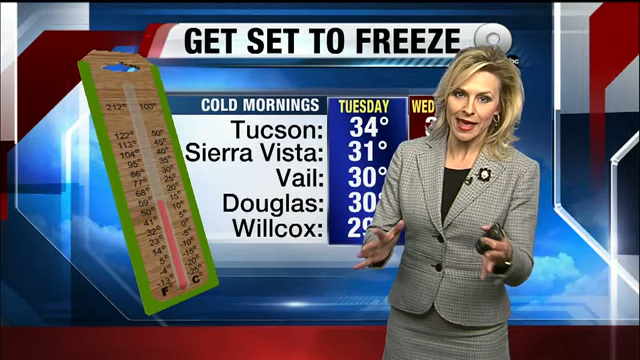 GET SET TO FREEZE
COLD MORNINGS TUESDAY WED
Tucson: 34°
Sierra Vista: 31°
Vail: 30°
Douglas: 30°
Willcox: 29
212° 100°
122° 50°
113° 45°
104° 40°
95° 35°
86° 30°
77° 25°
68° 20°
59° 15°
50° 10°
41° 5°
32° 0°
23° -5°
14° -10°
5° -15°
-4° -20°
-13° -25°
F C